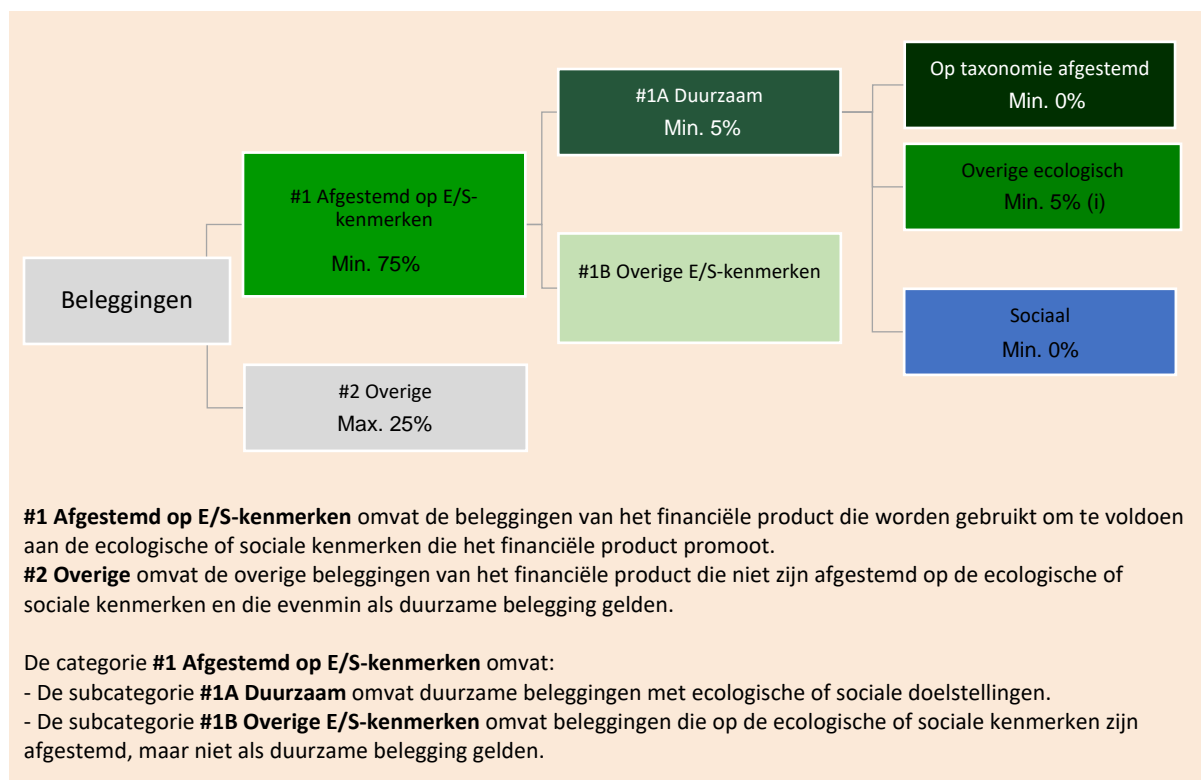 Beleggingen
#1 Afgestemd op E/S-
kenmerken
Min. 75%
#2 Overige
Max. 25%
#1A Duurzaam
Min. 5%
#1B Overige E/S-kenmerken
Op taxonomie afgestemd
Min. 0%
Overige ecologisch
Min. 5% (i)
Sociaal
Min. 0%
#1 Afgestemd op E/S-kenmerken omvat de beleggingen van het financiële product die worden gebruikt om te voldoen
aan de ecologische of sociale kenmerken die het financiële product promoot.
#2 Overige omvat de overige beleggingen van het financiële product die niet zijn afgestemd op de ecologische of
sociale kenmerken en die evenmin als duurzame belegging gelden.
De categorie #1 Afgestemd op E/S-kenmerken omvat:
- De subcategorie #1A Duurzaam omvat duurzame beleggingen met ecologische of sociale doelstellingen.
- De subcategorie #1B Overige E/S-kenmerken omvat beleggingen die op de ecologische of sociale kenmerken zijn
afgestemd, maar niet als duurzame belegging gelden.